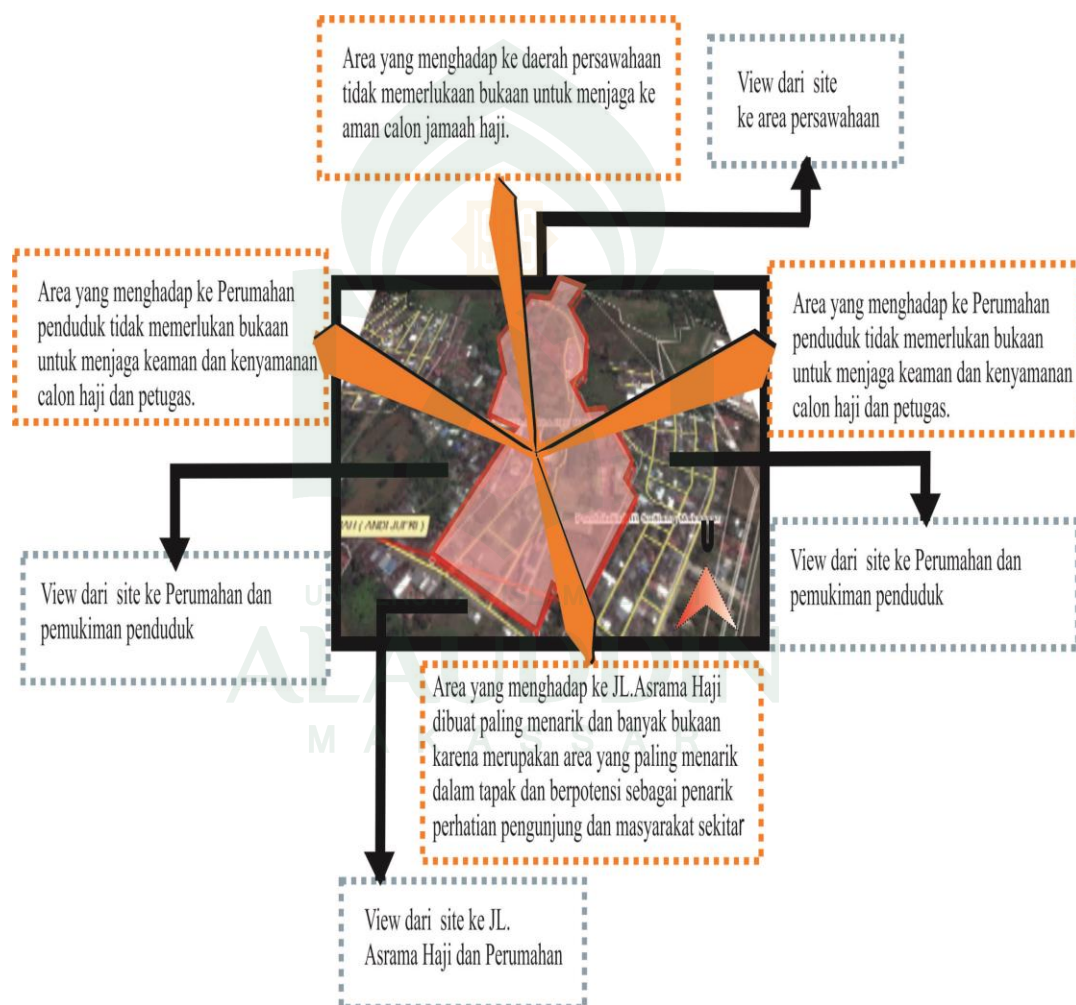 Area yang menghadap ke daerah persawahaan
tidak memerlukaan bukaan untuk menjaga ke
aman calon jamaah haji.
View dari site
ke area persawahaan
Area yang menghadap ke Perumahan
penduduk tidak memerlukan bukaan
untuk menjaga keaman dan kenyamanan
calon haji dan petugas.
Area yang menghadap ke Perumahan
penduduk tidak memerlukan bukaan
untuk menjaga keaman dan kenyamanan
calon haji dan petugas.
( ANDI JUFRI )
U
View dari site ke Perumahan dan
pemukiman penduduk
View dari site ke Perumahan dan
pemukiman penduduk
ALAUDDIN
MAKASSAR
Area yang menghadap ke JL.Asrama Haji
dibuat paling menarik dan banyak bukaan
karena merupakan area yang paling menarik
dalam tapak dan berpotensi sebagai penarik
perhatian pengunjung dan masyarakat sekitar
View dari site ke JL.
Asrama Haji dan Perumahan